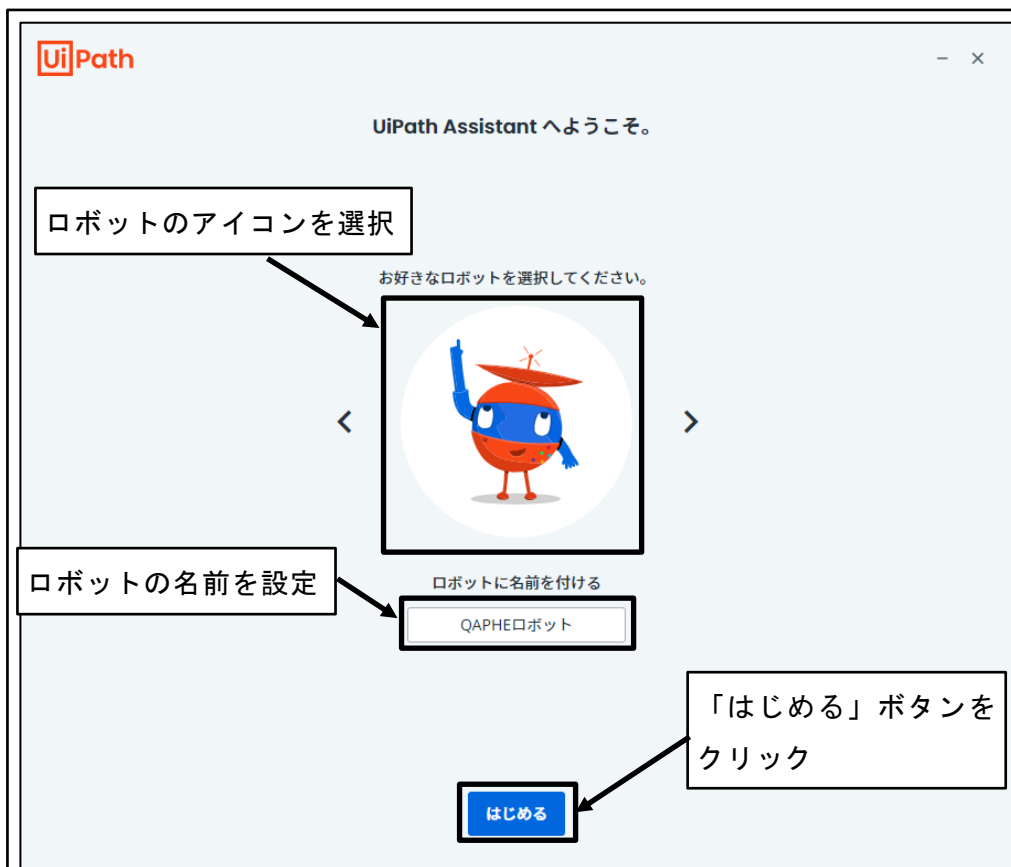 UiPath
UiPath Assistant へようこそ。
ロボットのアイコンを選択
お好きなロボットを選択してください。
ロボットの名前を設定
ロボットに名前を付ける
QAPHEロボット
「はじめる」ボタンを
クリック
はじめる